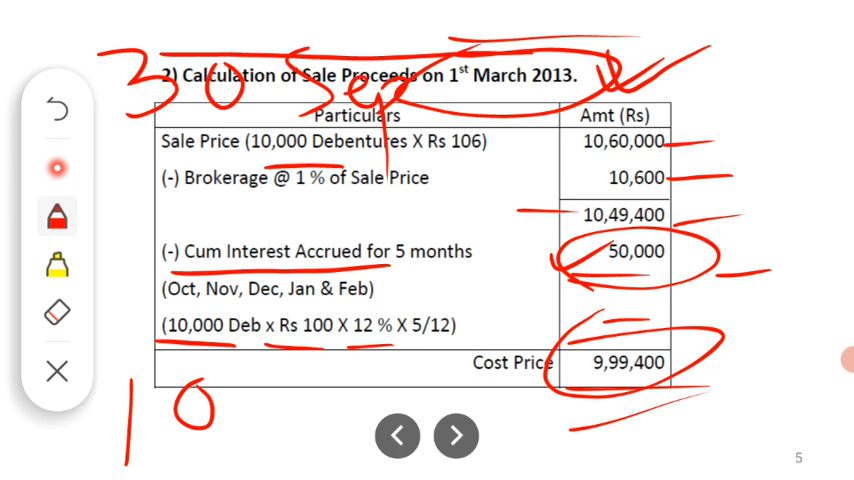 30 Sep
2) Calculation of Sale Proceeds on 1st March 2013.
Particulars Amt (Rs)
Sale Price (10,000 Debentures X Rs 106) 10,60,000
(-) Brokerage @ 1 % of Sale Price 10,600
10,49,400
(-) Cum Interest Accrued for 5 months 50,000
(Oct, Nov, Dec, Jan & Feb)
(10,000 Deb x Rs 100 X 12 % X 5/12)
Cost Price 9,99,400
10
5